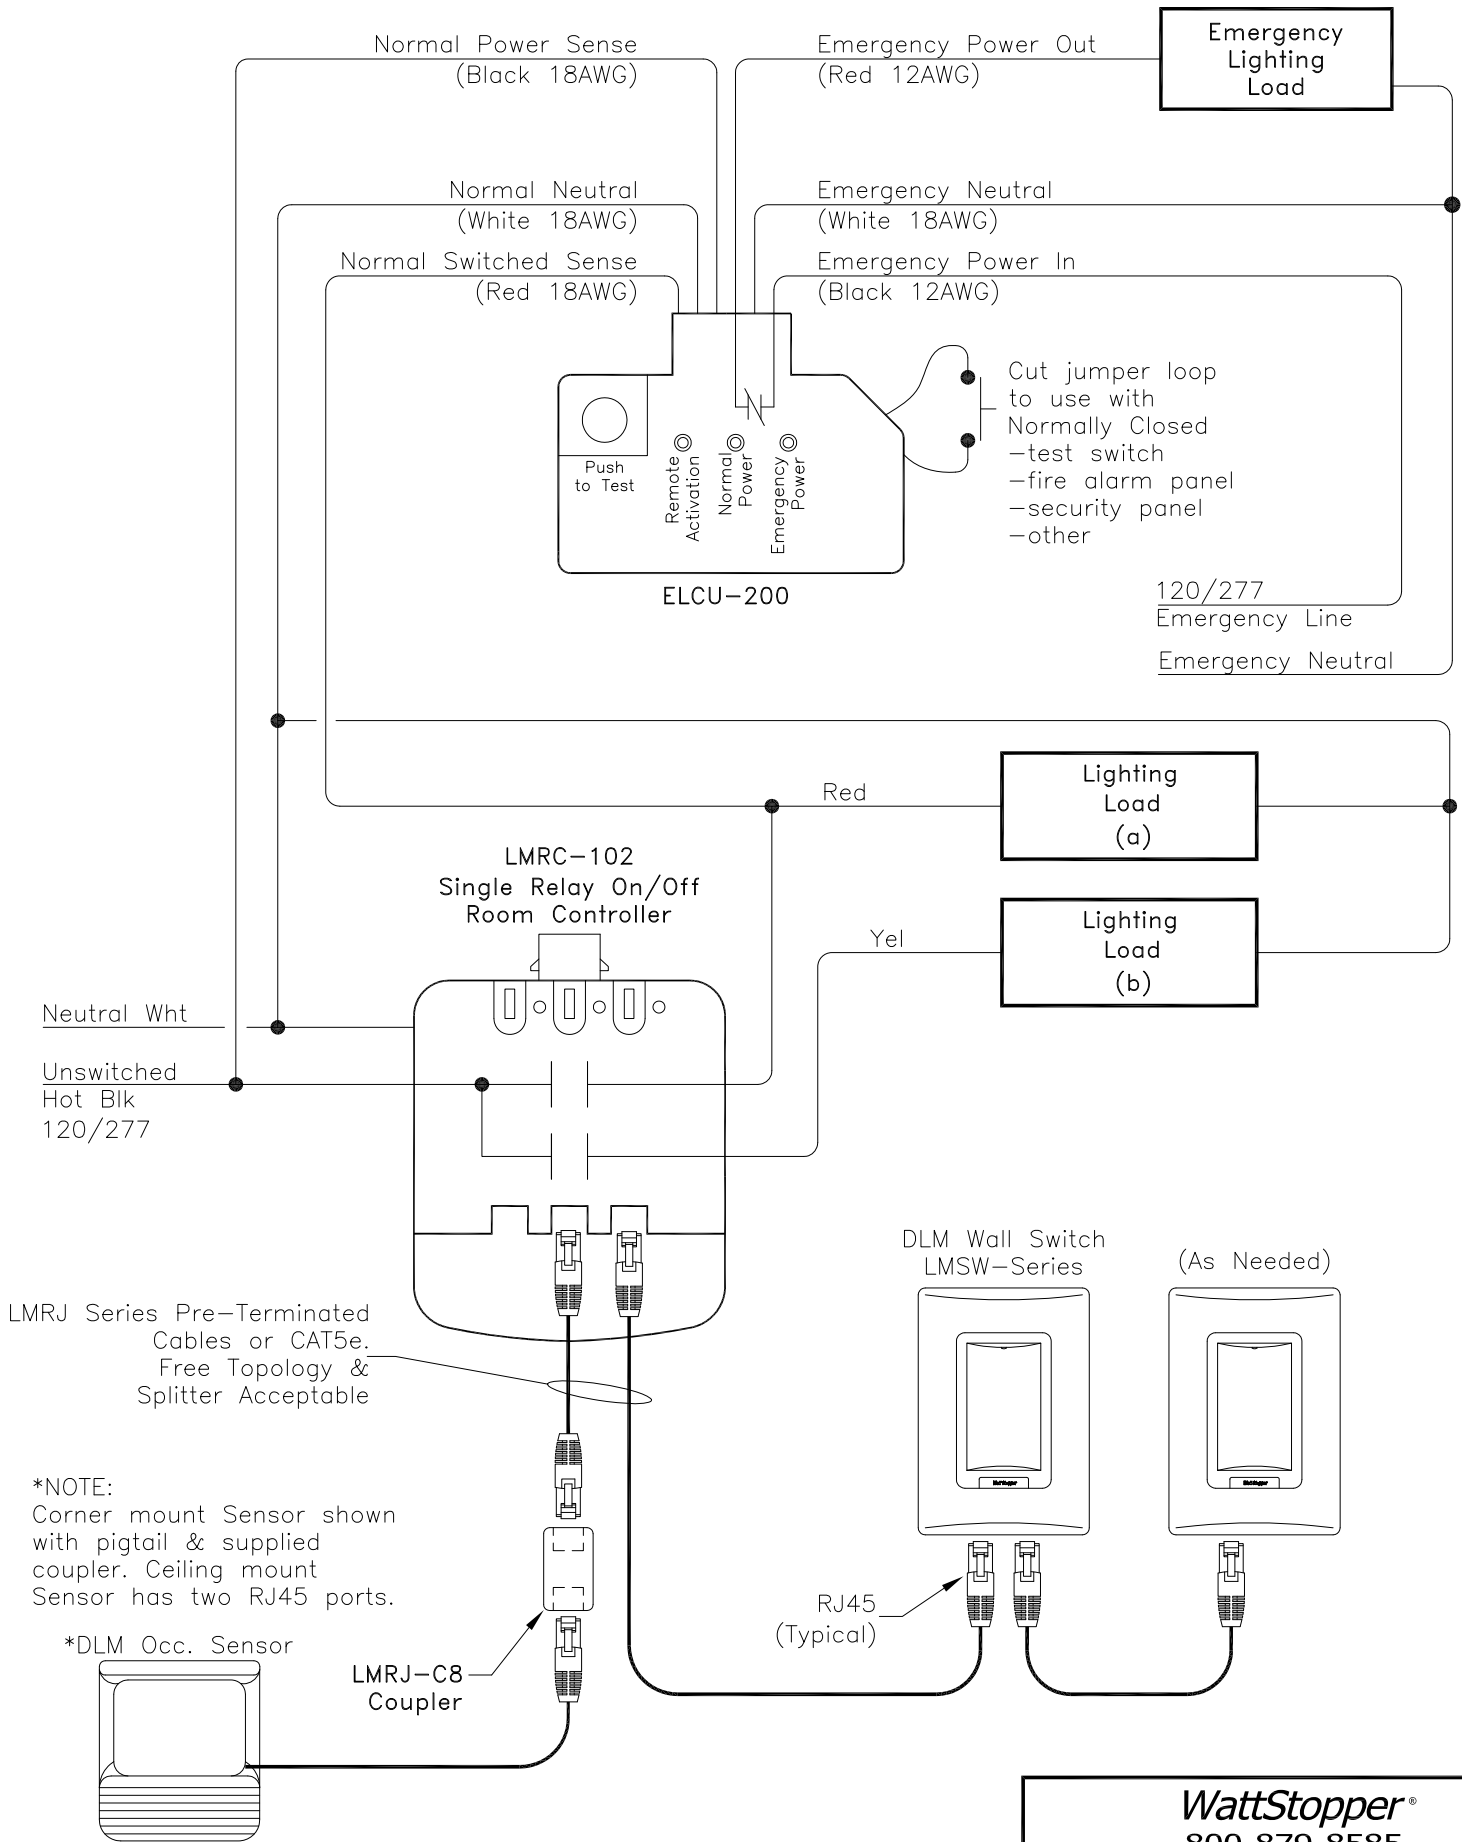 Normal Power Sense
(Black 18AWG)
Emergency Power Out
(Red 12AWG)
Emergency
Lighting
Load
Normal Neutral
(White 18AWG)
Emergency Neutral
(White 18AWG)
Normal Switched Sense
(Red 18AWG)
Emergency Power In
(Black 12AWG)
Cut jumper loop
to use with
Normally Closed
-test switch
-fire alarm panel
-security panel
-other
Push
to Test
Remote
Activation
Normal
Power
Emergency
Power
ELCU-200
120/277
Emergency Line
Emergency Neutral
Red
Lighting
Load
(a)
LMRC-102
Single Relay On/Off
Room Controller
Yel
Lighting
Load
(b)
Neutral Wht
Unswitched
Hot Blk
120/277
DLM Wall Switch
LMSW-Series
(As Needed)
LMRJ Series Pre-Terminated
Cables or CAT5e.
Free Topology &
Splitter Acceptable
WattStopper
WattStopper
*NOTE:
Corner mount Sensor shown
with pigtail & supplied
coupler. Ceiling mount
Sensor has two RJ45 ports.
RJ45
(Typical)
*DLM Occ. Sensor
LMRJ-C8
Coupler
WattStopper®
800-879-8585